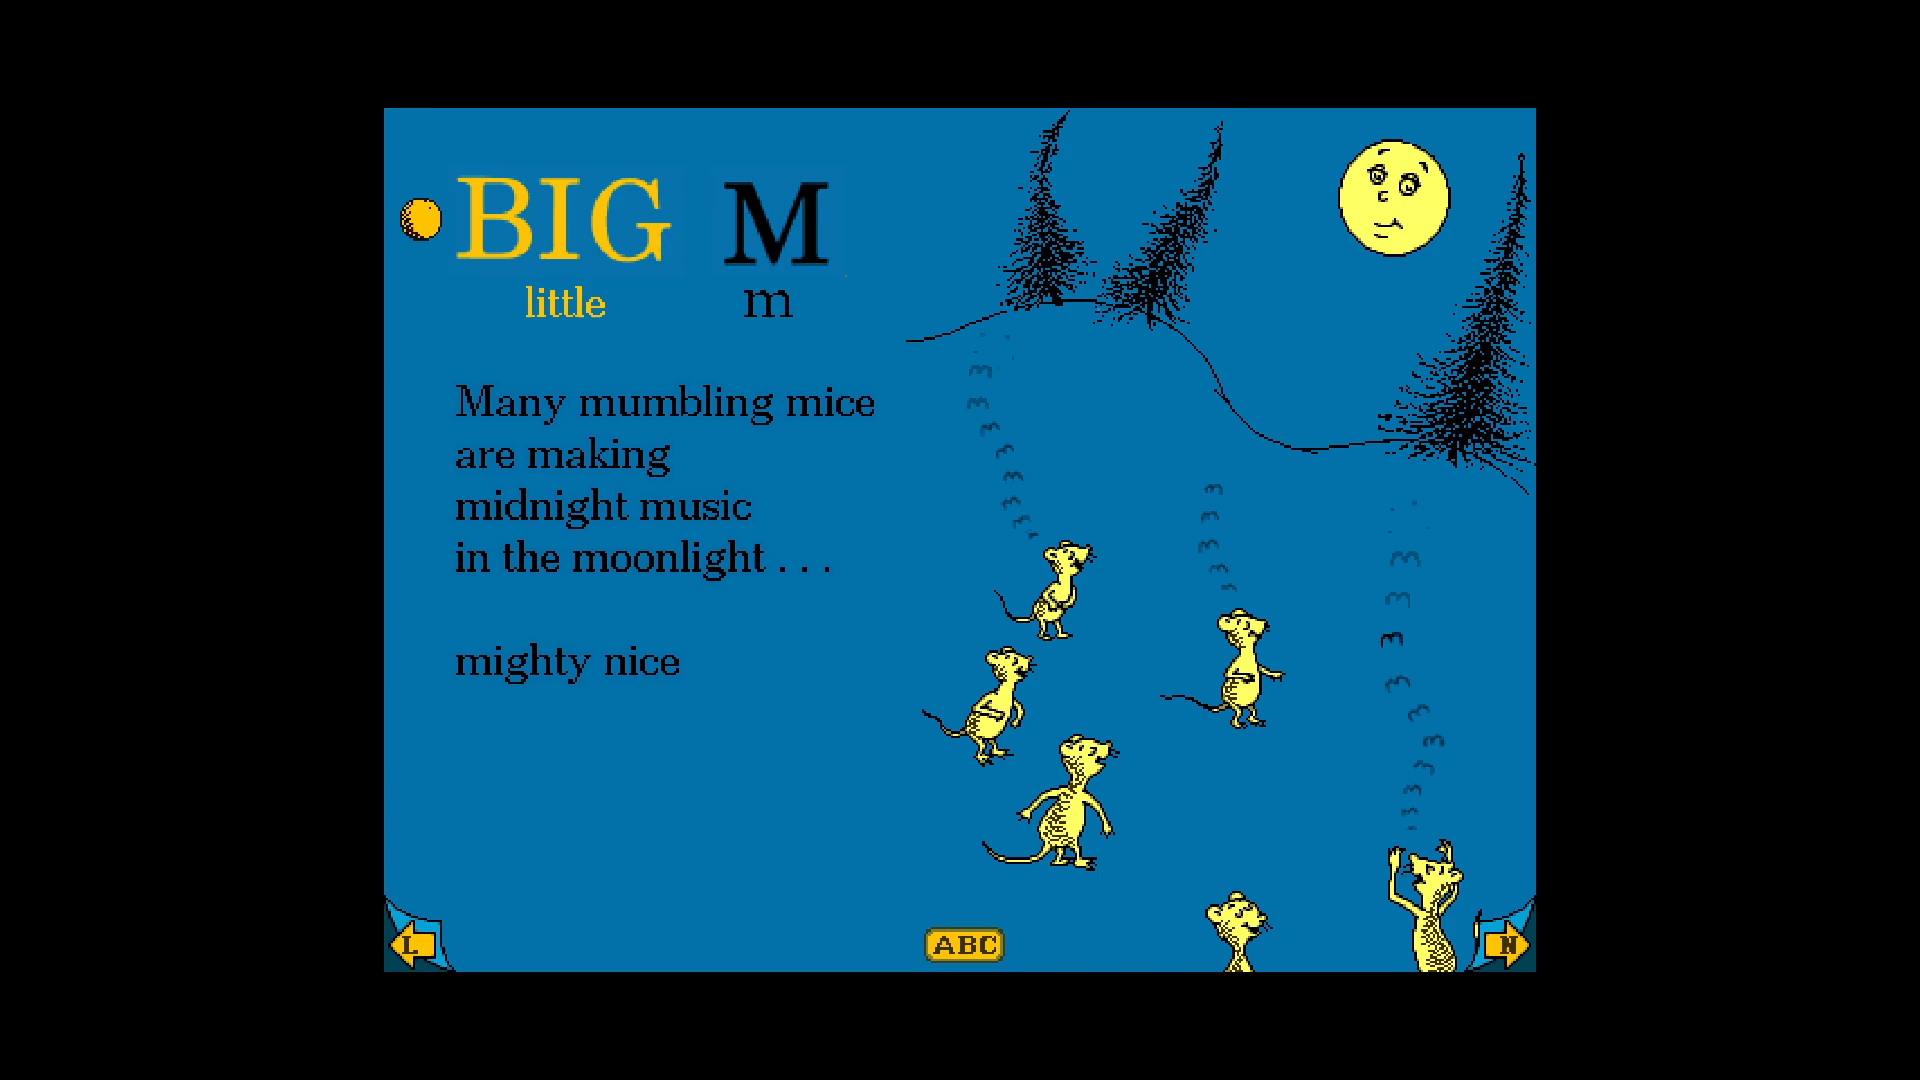 BIG M
little m
Many mumbling mice
are making
midnight music
in the moonlight . . .
mighty nice
L
ABC
N